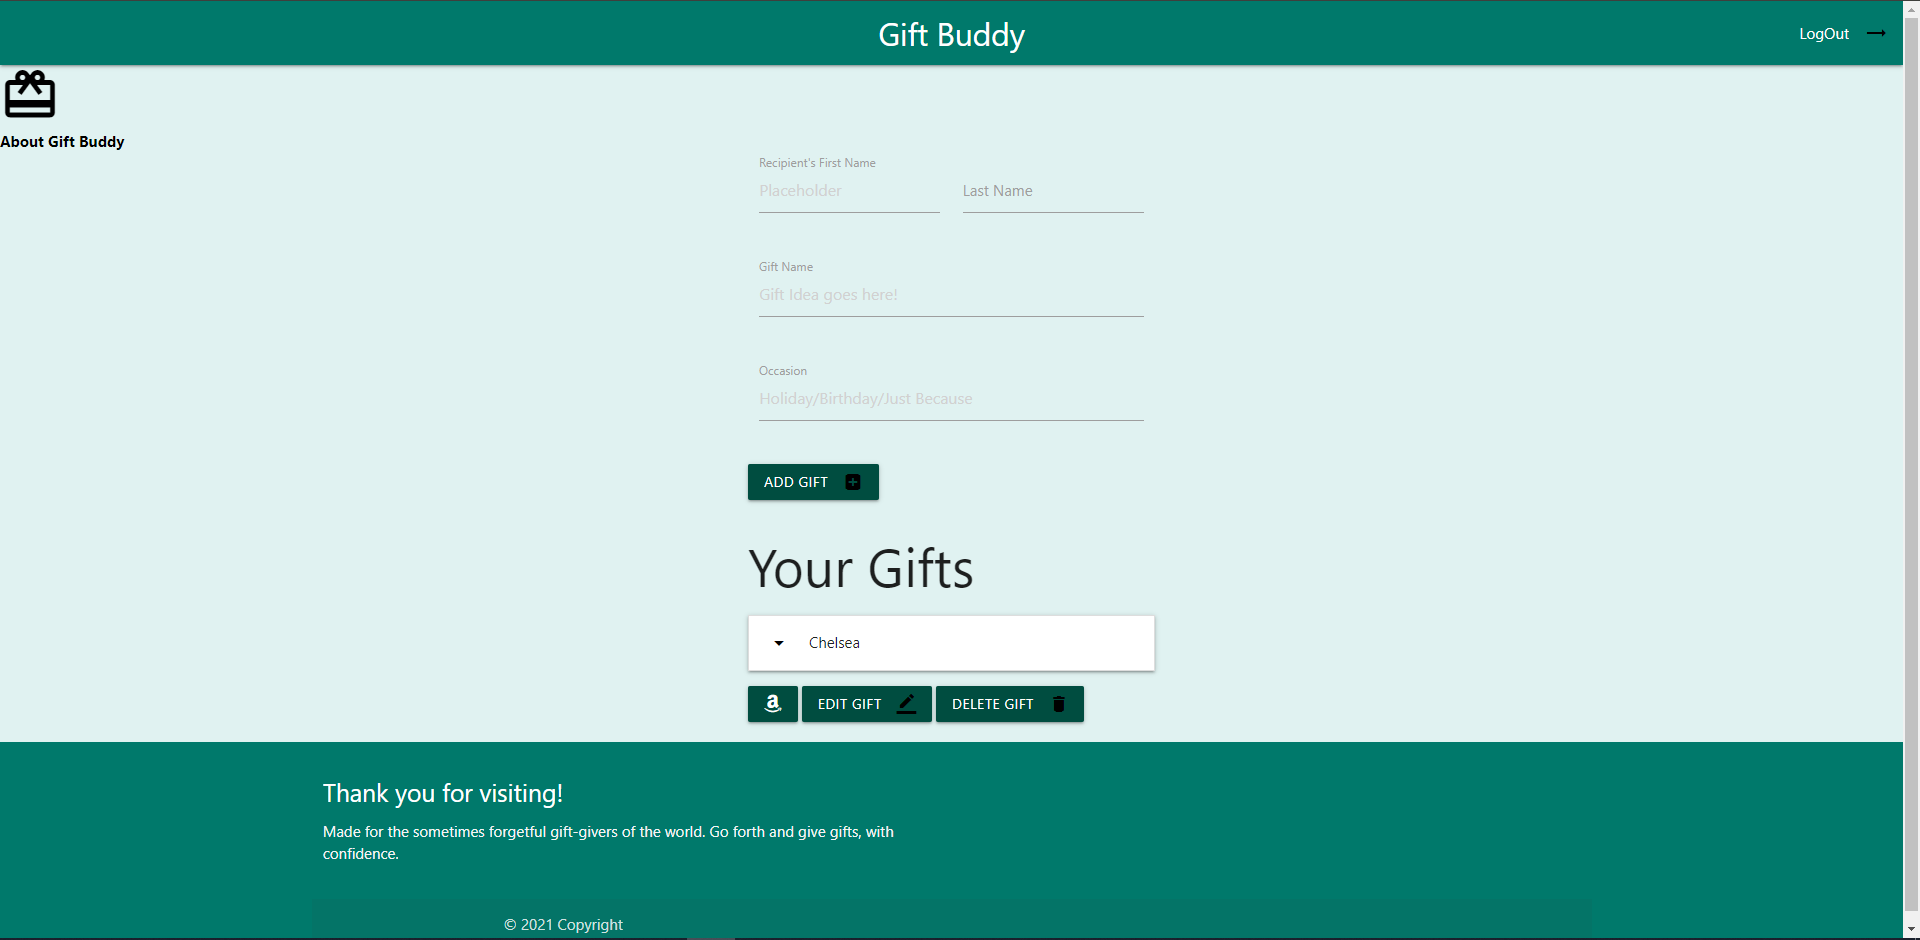 Gift Buddy
LogOut
About Gift Buddy
Recipient's First Name
Placeholder
Last Name
Gift Name
Gift Idea goes here!
Occasion
Holiday/Birthday/Just Because
ADD GIFT
Your Gifts
Chelsea
a
EDIT GIFT
DELETE GIFT
Thank you for visiting!
Made for the sometimes forgetful gift-givers of the world. Go forth and give gifts, with
confidence.
© 2021 Copyright